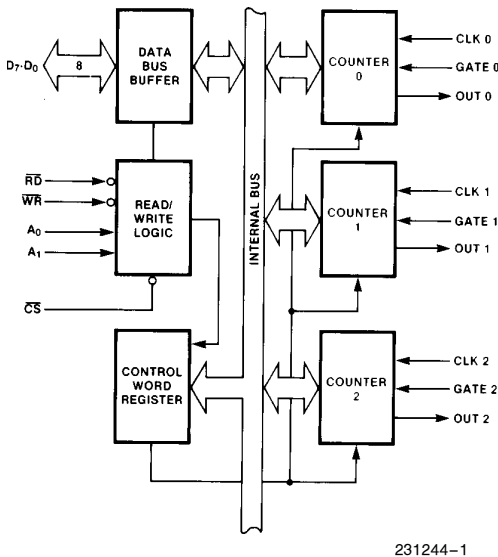 D7-D0
8
DATA
BUS
BUFFER
RD
WR
A0
A1
CS
READ/
WRITE
LOGIC
CONTROL
WORD
REGISTER
INTERNAL BUS
COUNTER
0
CLK 0
GATE 0
OUT 0
COUNTER
1
CLK 1
GATE 1
OUT 1
COUNTER
2
CLK 2
GATE 2
OUT 2
231244–1